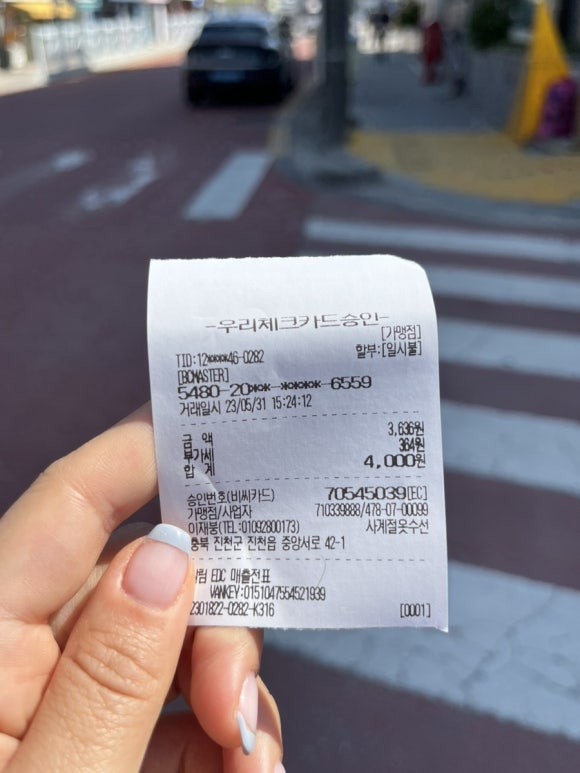 -우리체크카드승인-
[가맹점]
TID:12****46-0282 할부:[일시불]
[BCMASTER]
5480-20**-****-6559
거래일시 23/05/31 15:24:12
금 액 3,636원
부가세 364원
합 계 4,000원
승인번호(비씨카드) 70545039[EC]
가맹점/사업자 710339888/478-07-00099
이재봉(TEL:01092800173) 사계절옷수선
충북 진천군 진천읍 중앙서로 42-1
EDC 매출전표
VANKEY:0151047554521939
2301822-0282-K316 [0001]